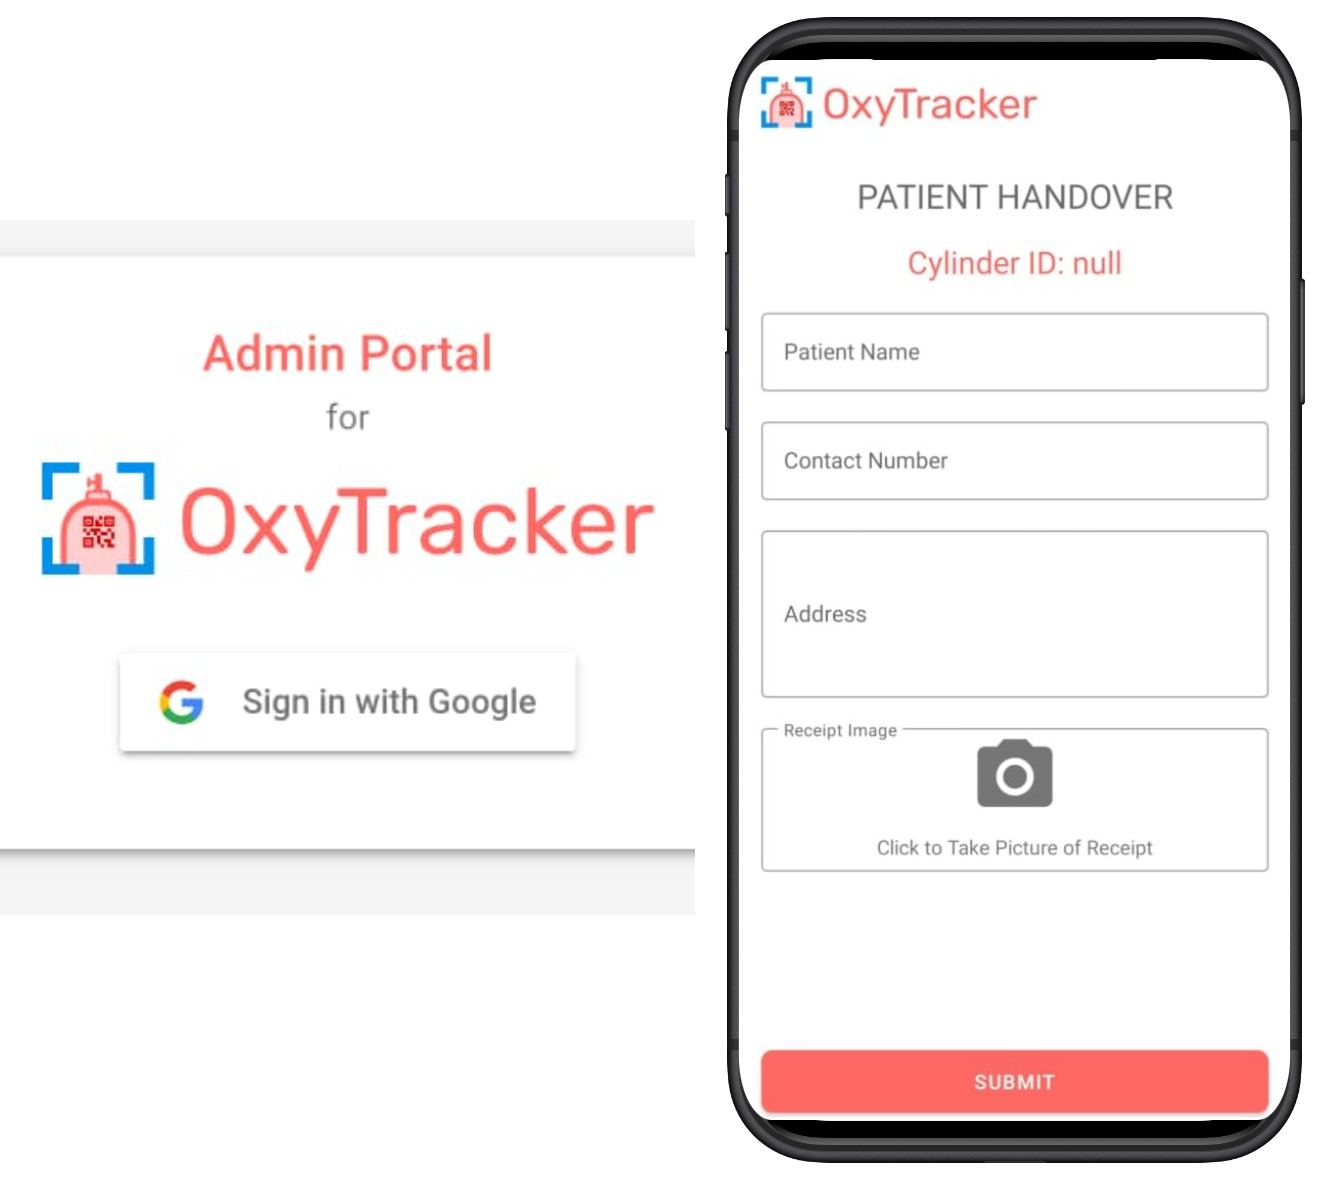 Admin Portal
for
OxyTracker
Sign in with Google
OxyTracker
PATIENT HANDOVER
Cylinder ID: null
Patient Name
Contact Number
Address
Receipt Image
Click to Take Picture of Receipt
SUBMIT